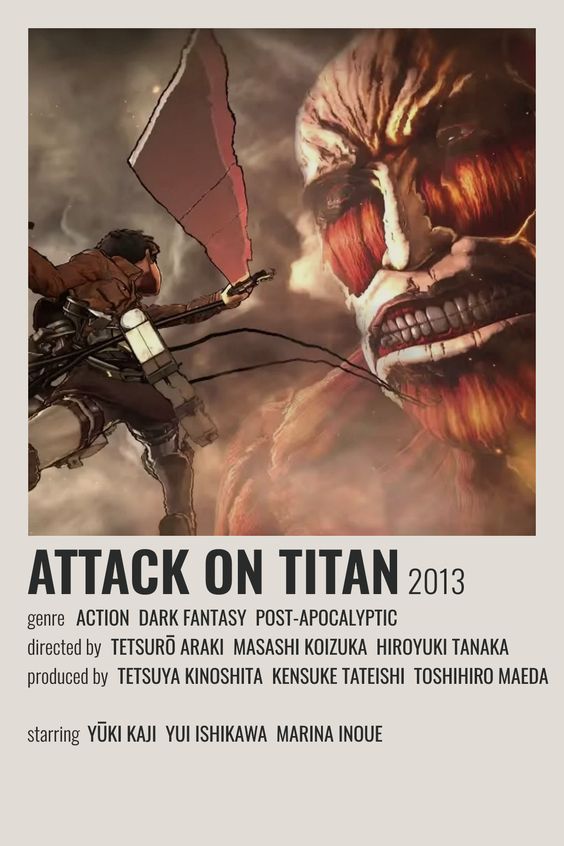 ATTACK ON TITAN 2013
genre ACTION DARK FANTASY POST-APOCALYPTIC
directed by TETSURŌ ARAKI MASASHI KOIZUKA HIROYUKI TANAKA
produced by TETSUYA KINOSHITA KENSUKE TATEISHI TOSHIHIRO MAEDA
starring YŪKI KAJI YUI ISHIKAWA MARINA INOUE